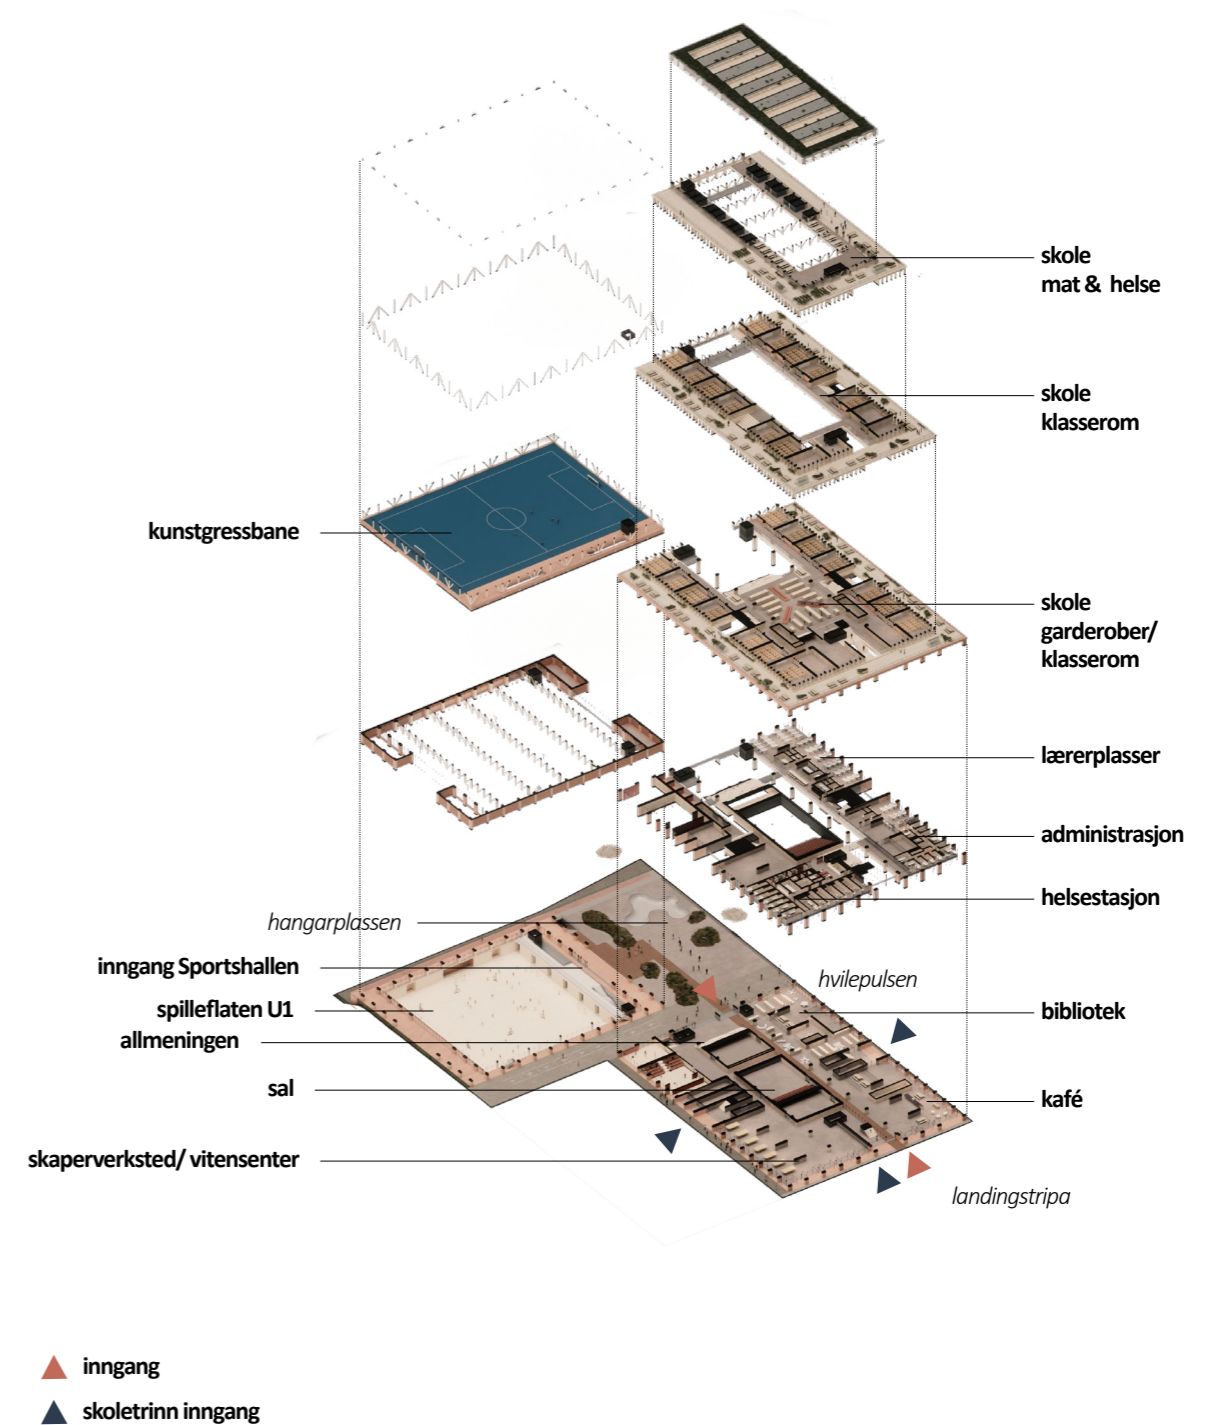 skole
mat & helse
skole
klasserom
kunstgressbane
skole
garderober/
klasserom
lærerplasser
administrasjon
helsestasjon
hangarplassen
inngang Sportshallen
hvilepulsen
spilleflaten U1
bibliotek
allmeningen
sal
kafé
skaperverksted/ vitensenter
landingstripa
inngang
skoletrinn inngang